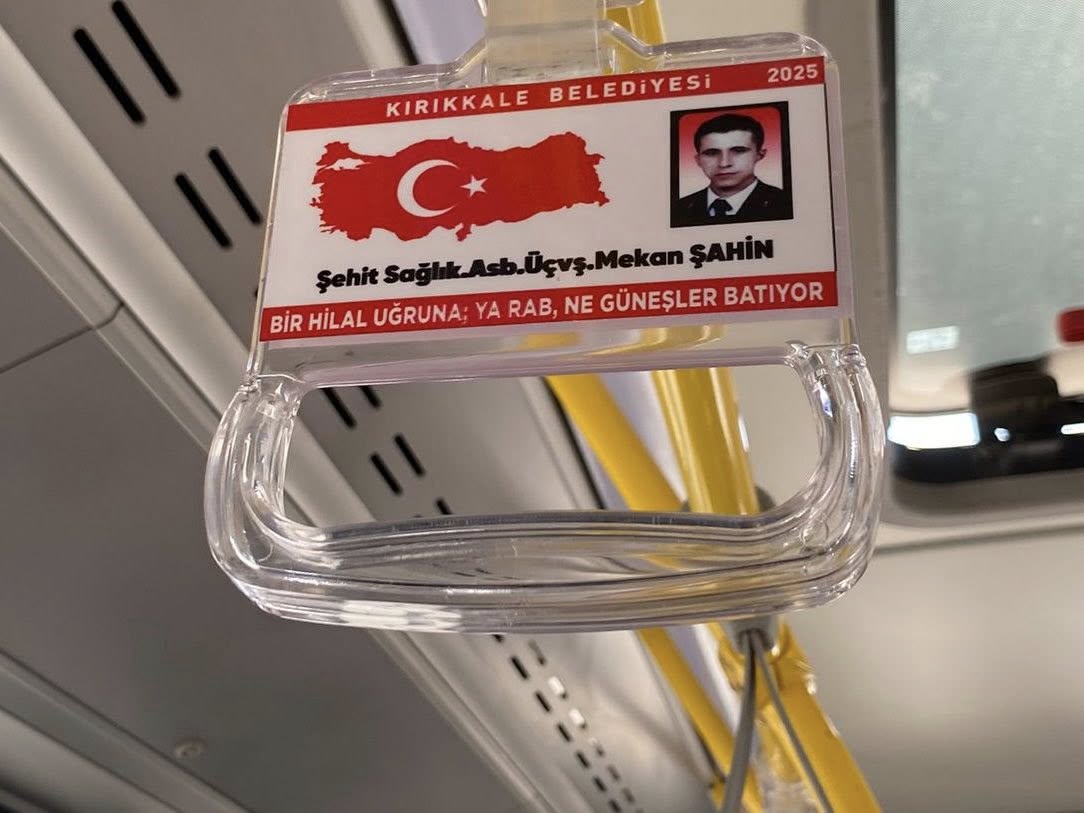 KIRIKKALE BELEDİYESİ 2025
Şehit Sağlık.Asb.Üçvş.Mekan ŞAHİN
BİR HİLAL UĞRUNA; YA RAB, NE GÜNEŞLER BATIYOR